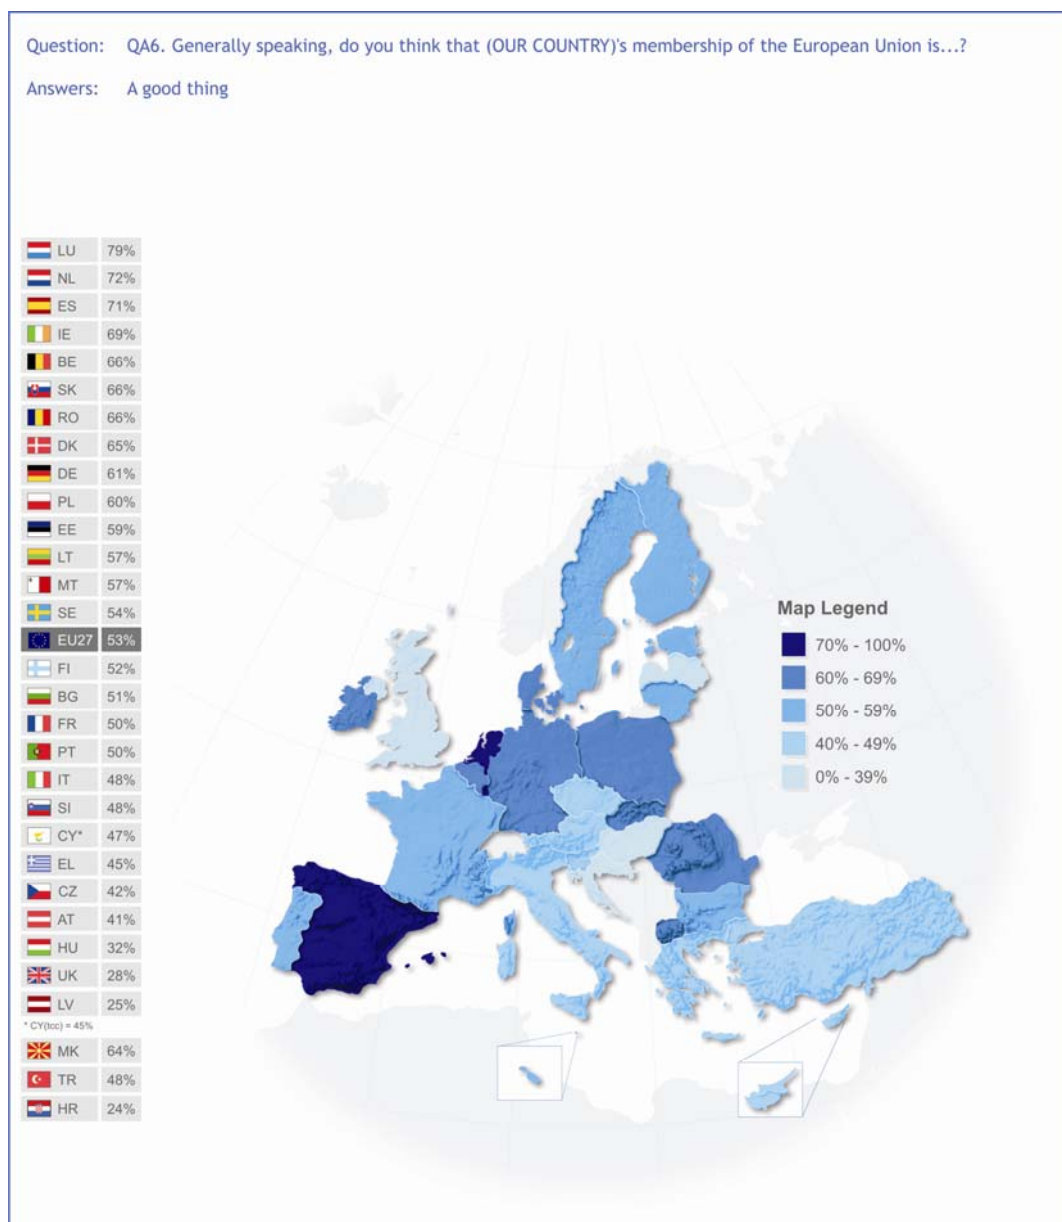 Question: QA6. Generally speaking, do you think that (OUR COUNTRY)'s membership of the European Union is...?
Answers: A good thing
LU 79%
NL 72%
ES 71%
IE 69%
BE 66%
SK 66%
RO 66%
DK 65%
DE 61%
PL 60%
EE 59%
LT 57%
MT 57%
SE 54%
EU27 53%
FI 52%
BG 51%
FR 50%
PT 50%
IT 48%
SI 48%
CY* 47%
EL 45%
CZ 42%
AT 41%
HU 32%
UK 28%
LV 25%
* CY(tcc) = 45%
MK 64%
TR 48%
HR 24%
Map Legend
70% - 100%
60% - 69%
50% - 59%
40% - 49%
0% - 39%